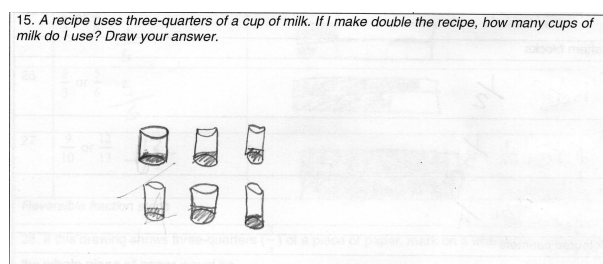 15. A recipe uses three-quarters of a cup of milk. If I make double the recipe, how many cups of
milk do I use? Draw your answer.